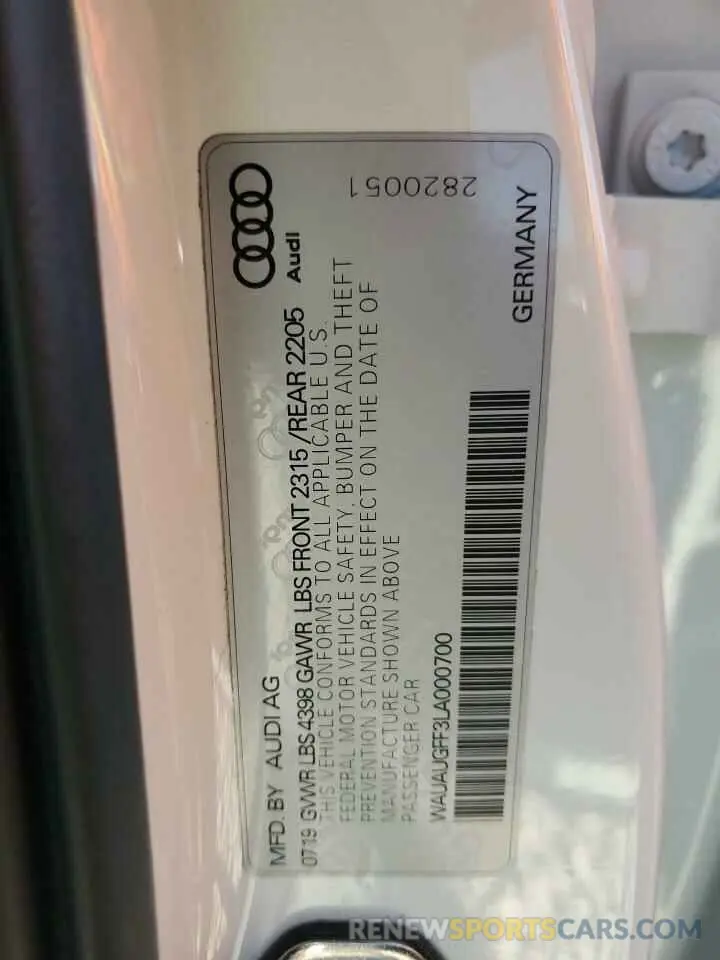 MFD. BY AUDI AG
0719 GVWR LBS 4398 GAWR LBS FRONT 2315 /REAR 2205
THIS VEHICLE CONFORMS TO ALL APPLICABLE U.S.
FEDERAL MOTOR VEHICLE SAFETY, BUMPER AND THEFT
PREVENTION STANDARDS IN EFFECT ON THE DATE OF
MANUFACTURE SHOWN ABOVE
PASSENGER CAR
WAUAUGFF3LA000700
Audi
2820051
GERMANY
RENEWSPORTSCARS.COM